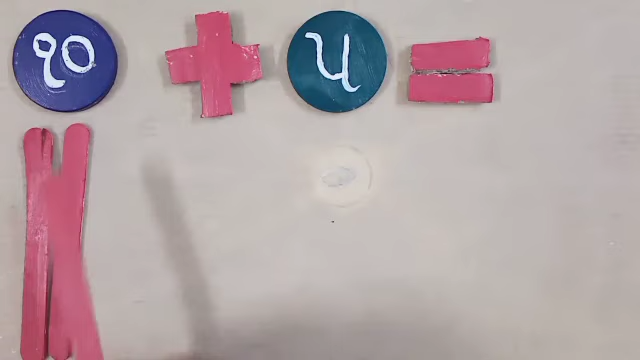 ૧૦ + ૫ =